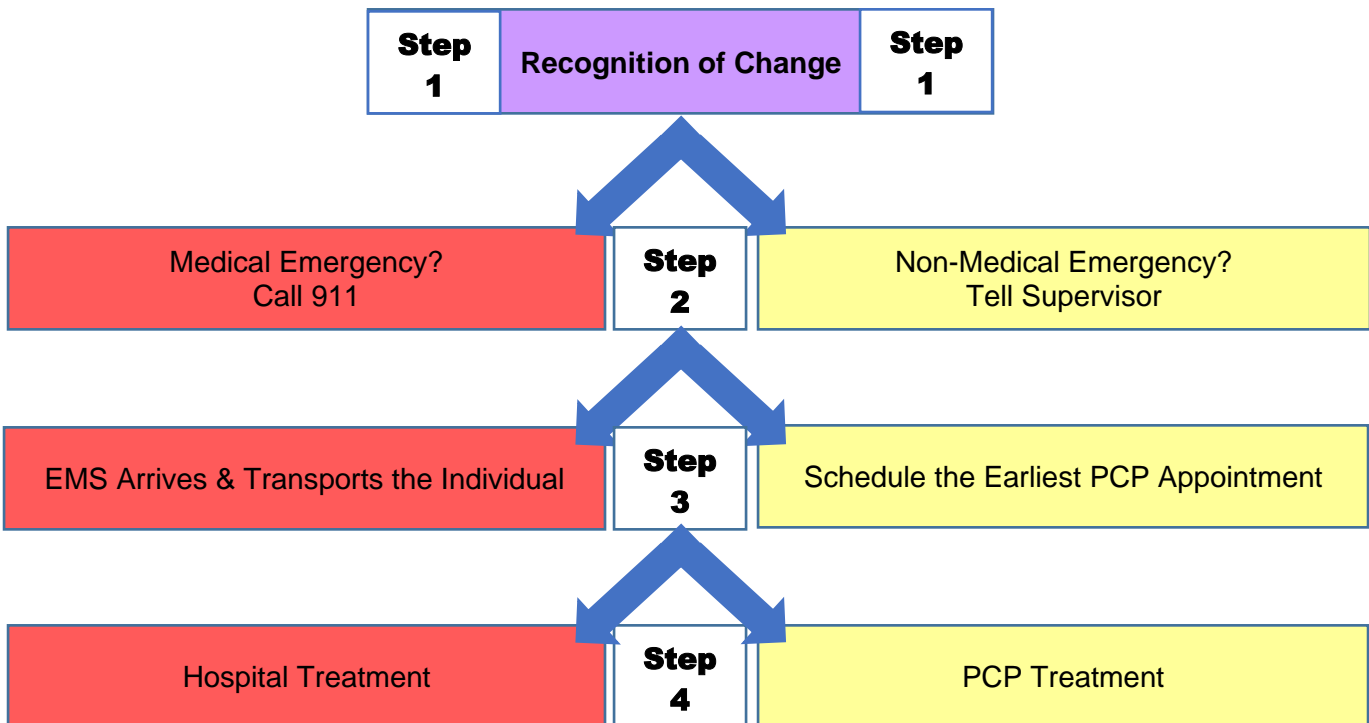 Step
1
Recognition of Change
Step
1
Medical Emergency?
Call 911
Step
2
Non-Medical Emergency?
Tell Supervisor
EMS Arrives & Transports the Individual
Step
3
Schedule the Earliest PCP Appointment
Hospital Treatment
Step
4
PCP Treatment